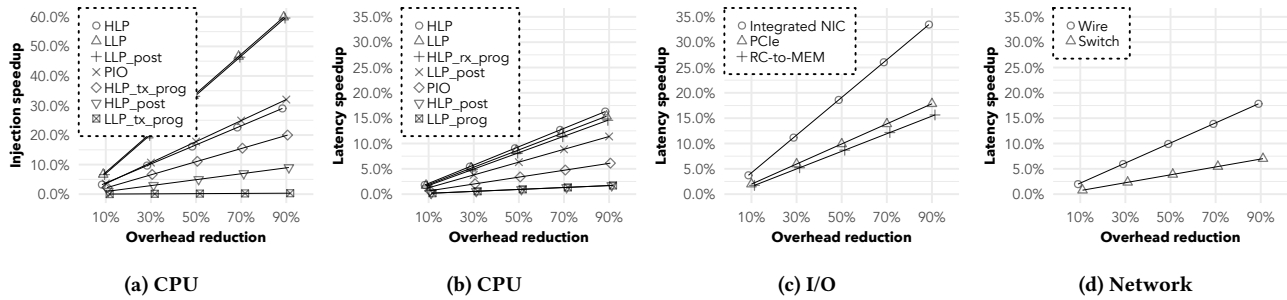 Injection speedup
60.0%
50.0%
40.0%
30.0%
20.0%
10.0%
0.0%
HLP
LLP
LLP_post
PIO
HLP_tx_prog
HLP_post
LLP_tx_prog
10% 30% 50% 70% 90%
Overhead reduction
(a) CPU
Latency speedup
35.0%
30.0%
25.0%
20.0%
15.0%
10.0%
5.0%
0.0%
HLP
LLP
HLP_rx_prog
LLP_post
PIO
HLP_post
LLP_prog
10% 30% 50% 70% 90%
Overhead reduction
(b) CPU
Latency speedup
35.0%
30.0%
25.0%
20.0%
15.0%
10.0%
5.0%
0.0%
Integrated NIC
PCIe
RC-to-MEM
10% 30% 50% 70% 90%
Overhead reduction
(c) I/O
Latency speedup
35.0%
30.0%
25.0%
20.0%
15.0%
10.0%
5.0%
0.0%
Wire
Switch
10% 30% 50% 70% 90%
Overhead reduction
(d) Network